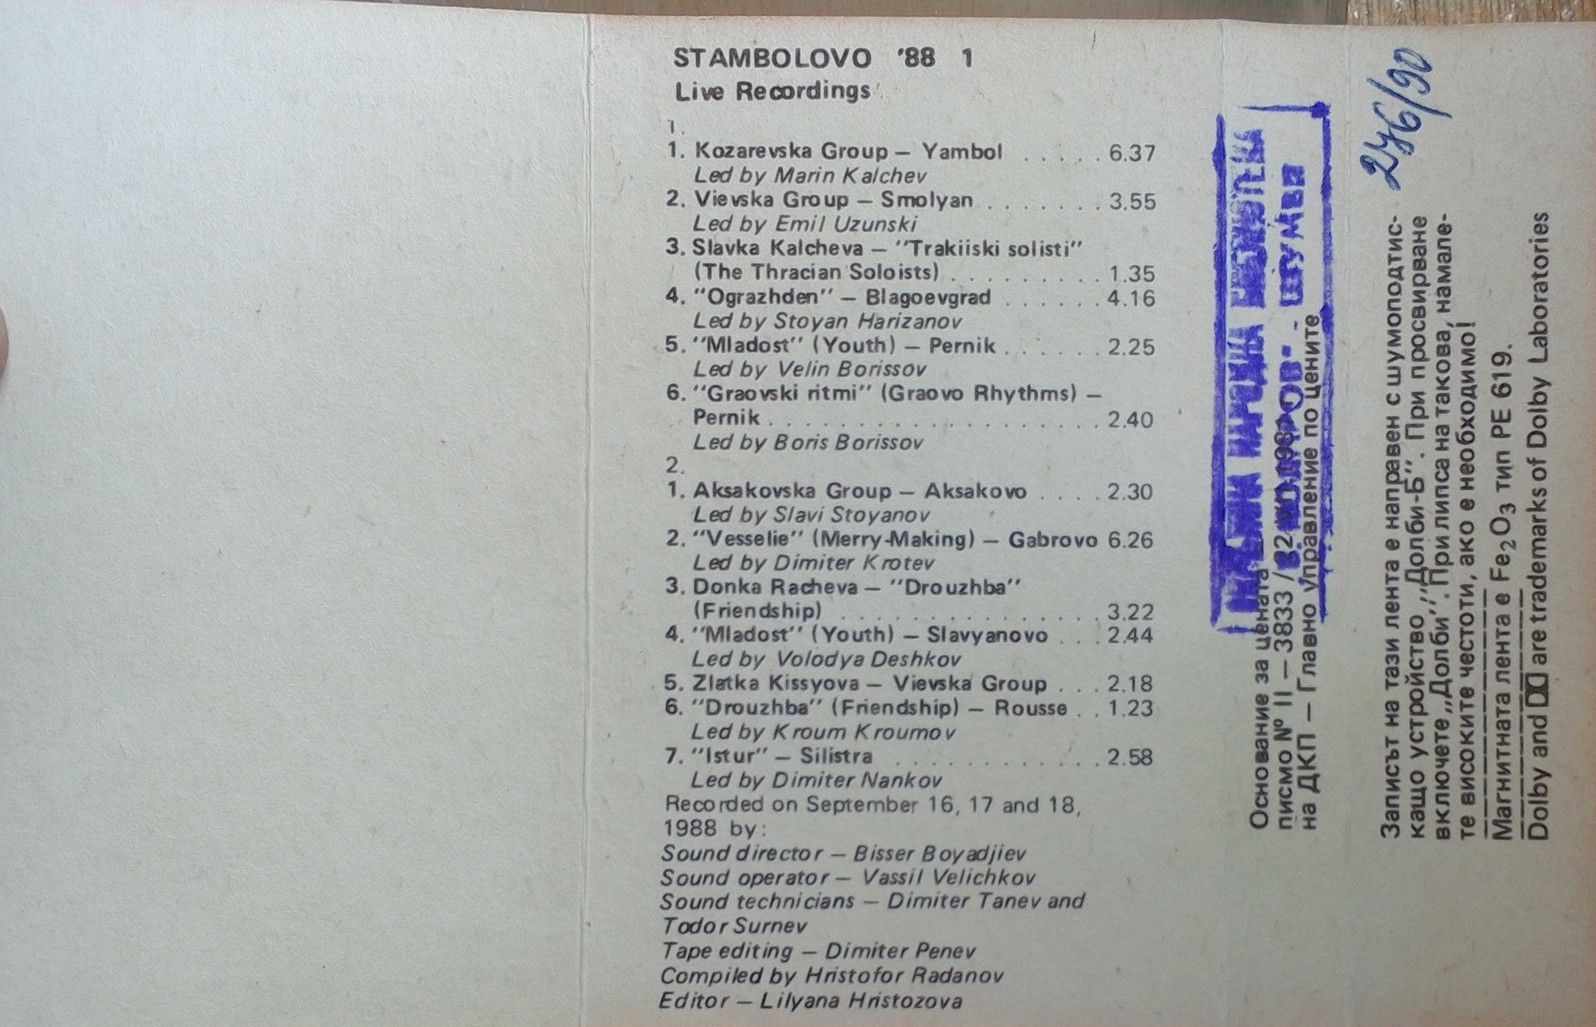 STAMBOLOVO '88 1
Live Recordings
1.
1. Kozarevska Group — Yambol ..... 6.37
Led by Marin Kalchev
2. Vievska Group — Smolyan ....... 3.55
Led by Emil Uzunski
3. Slavka Kalcheva — "Trakiiski solisti"
(The Thracian Soloists) .......... 1.35
4. "Ograzhden" — Blagoevgrad ...... 4.16
Led by Stoyan Harizanov
5. "Mladost" (Youth) — Pernik ...... 2.25
Led by Velin Borissov
6. "Graovski ritmi" (Graovo Rhythms) —
Pernik ................... 2.40
Led by Boris Borissov
2.
1. Aksakovska Group — Aksakovo .... 2.30
Led by Slavi Stoyanov
2. "Vesselie" (Merry-Making) — Gabrovo 6.26
Led by Dimiter Krotev
3. Donka Racheva — "Drouzhba"
(Friendship) ................ 3.22
4. "Mladost" (Youth) — Slavyanovo ... 2.44
Led by Volodya Deshkov
5. Zlatka Kissyova — Vievska Group ... 2.18
6. "Drouzhba" (Friendship) — Rousse .. 1.23
Led by Kroum Kroumov
7. "Istur" — Silistra ............ 2.58
Led by Dimiter Nankov
Recorded on September 16, 17 and 18,
1988 by:
Sound director — Bisser Boyadjiev
Sound operator — Vassil Velichkov
Sound technicians — Dimiter Tanev and
Todor Surnev
Tape editing — Dimiter Penev
Compiled by Hristofor Radanov
Editor — Lilyana Hristozova
НАРОДНА БИБЛИОТЕКА
ШУМЕН
Основание за цената —
писмо № II — 3833 /
на ДКП — Главно управление по цените
276/90
Записът на тази лента е направен с шумоподтис-
кащо устройство „Долби-Б". При просвирване
включете „Долби". При липса на такова, намале-
те високите честоти, ако е необходимо!
Магнитната лента е Fe2O3 тип PE 619.
Dolby and are trademarks of Dolby Laboratories